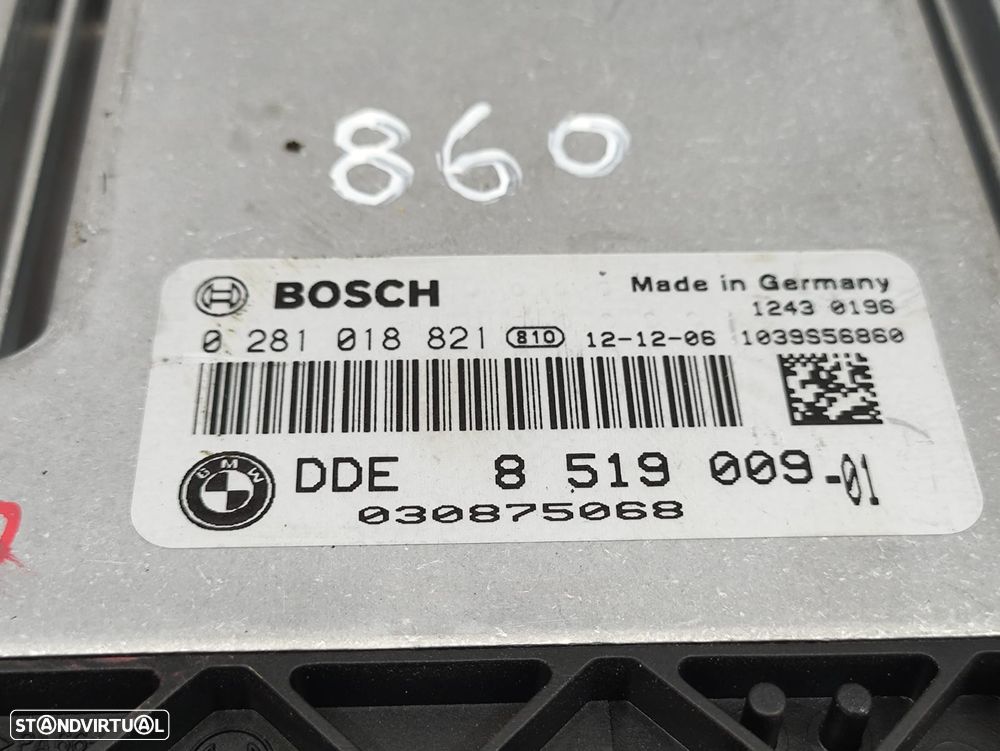 860
BOSCH
Made in Germany
1243 0196
0 281 018 821 810 12-12-06 1039S56860
BMW
DDE 8 519 009-01
030875068
STANDVIRTUAL